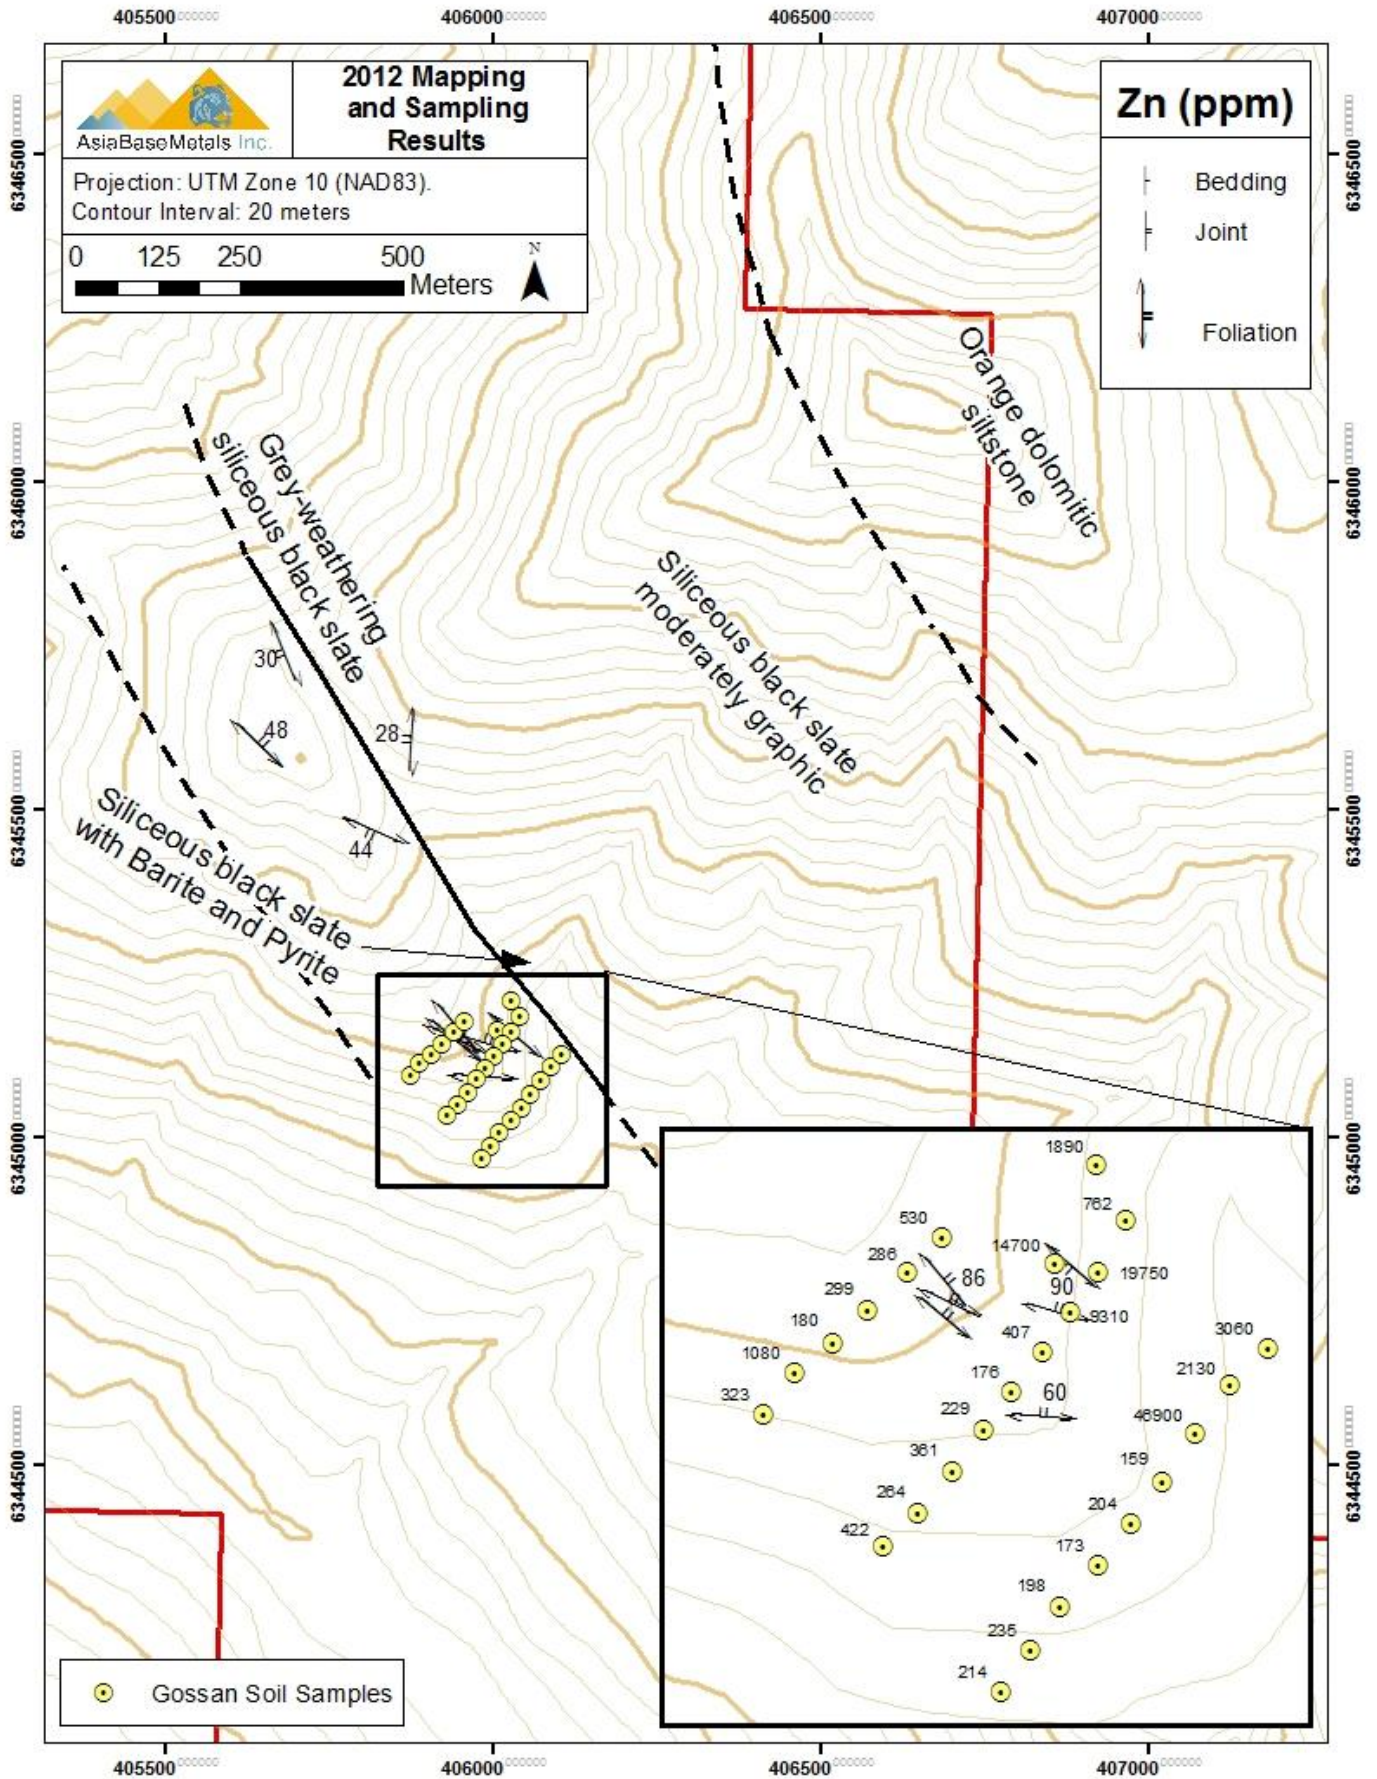 405500
406000
406500
407000
AsiaBaseMetals Inc.
2012 Mapping
and Sampling
Results
Projection: UTM Zone 10 (NAD83).
Contour Interval: 20 meters
0 125 250 500
Meters
N
Zn (ppm)
Bedding
Joint
Foliation
6346500
6346500
6346000
6346000
6345500
6345500
6345000
6345000
6344500
6344500
Orange dolomitic
siltstone
Grey-weathering
siliceous black slate
Siliceous black slate
moderately graphic
30
48
28
44
Siliceous black slate
with Barite and Pyrite
1890
762
530
14700
286
86
19750
299
90
9310
180
407
3060
1080
176
2130
323
60
229
46900
361
159
264
204
422
173
198
235
214
Gossan Soil Samples
405500
406000
406500
407000